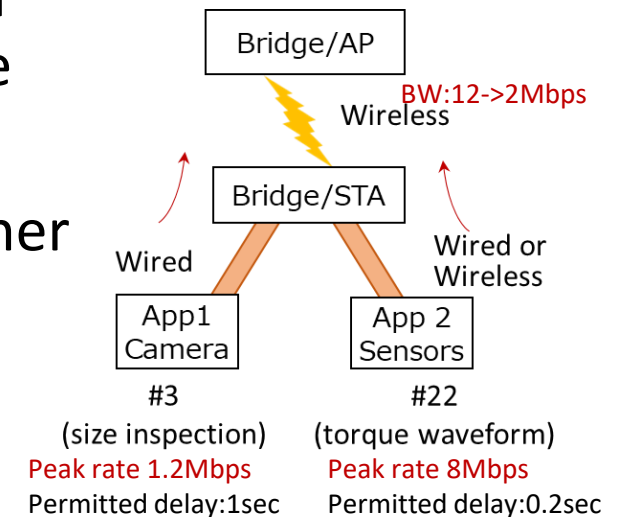 Bridge/AP
BW:12->2Mbps
Wireless
Bridge/STA
Wired
Wired or
Wireless
App1
Camera
App 2
Sensors
#3
(size inspection)
Peak rate 1.2Mbps
Permitted delay:1sec
#22
(torque waveform)
Peak rate 8Mbps
Permitted delay:0.2sec